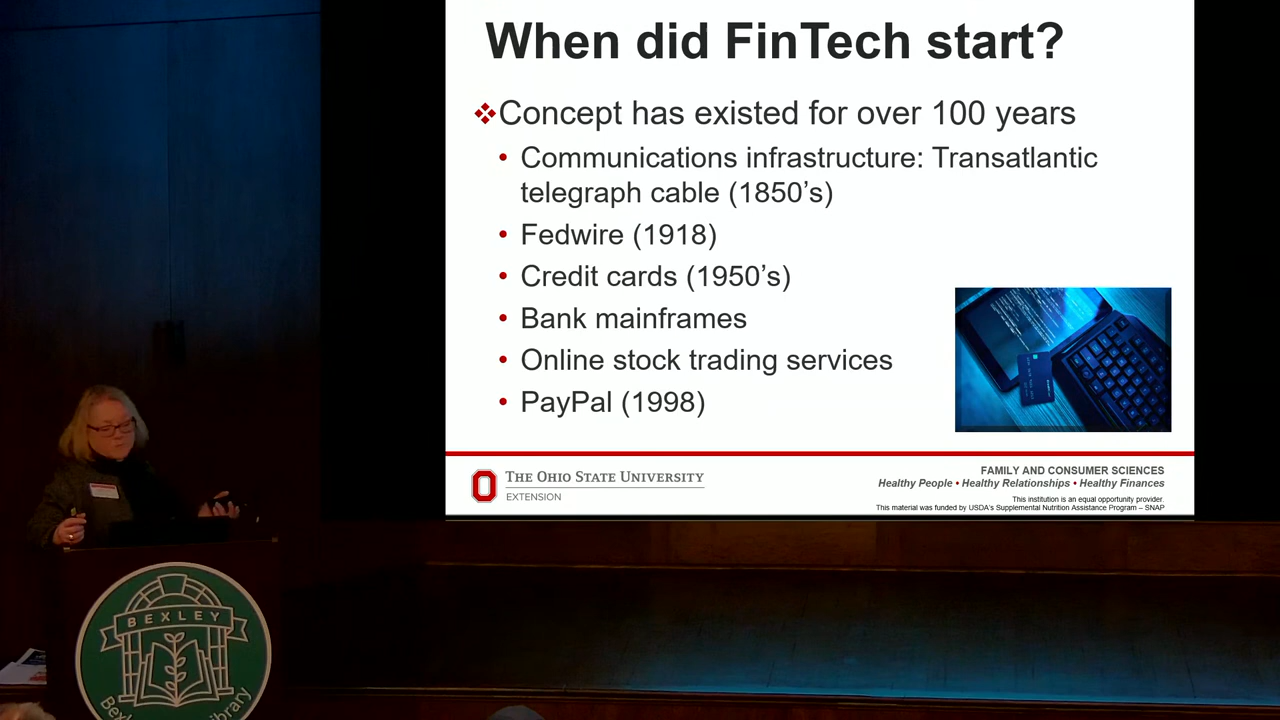 When did FinTech start?
❖Concept has existed for over 100 years
• Communications infrastructure: Transatlantic
telegraph cable (1850’s)
• Fedwire (1918)
• Credit cards (1950’s)
• Bank mainframes
• Online stock trading services
• PayPal (1998)
THE OHIO STATE UNIVERSITY
EXTENSION
FAMILY AND CONSUMER SCIENCES
Healthy People • Healthy Relationships • Healthy Finances
This institution is an equal opportunity provider.
This material was funded by USDA's Supplemental Nutrition Assistance Program – SNAP
BEXLEY